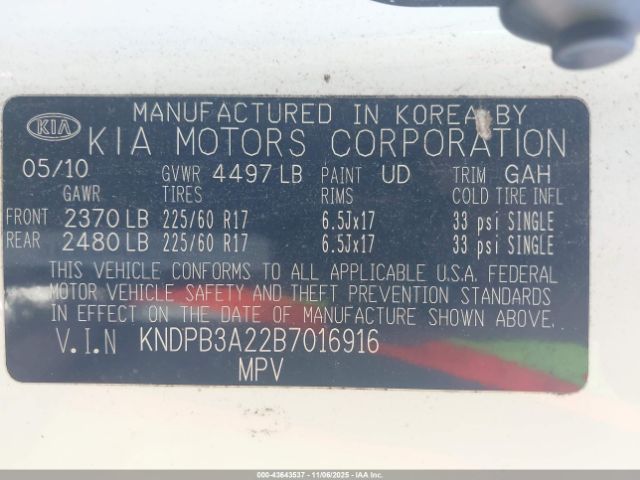 MANUFACTURED IN KOREA BY
KIA
KIA MOTORS CORPORATION
05/10 GVWR 4497 LB PAINT UD TRIM GAH
GAWR TIRES RIMS COLD TIRE INFL
FRONT 2370 LB 225/60 R17 6.5Jx17 33 psi SINGLE
REAR 2480 LB 225/60 R17 6.5Jx17 33 psi SINGLE
THIS VEHICLE CONFORMS TO ALL APPLICABLE U.S.A. FEDERAL
MOTOR VEHICLE SAFETY AND THEFT PREVENTION STANDARDS
IN EFFECT ON THE DATE OF MANUFACTURE SHOWN ABOVE.
V.I.N KNDPB3A22B7016916
MPV
000-43643537 - 11/06/2025 - IAA, Inc.